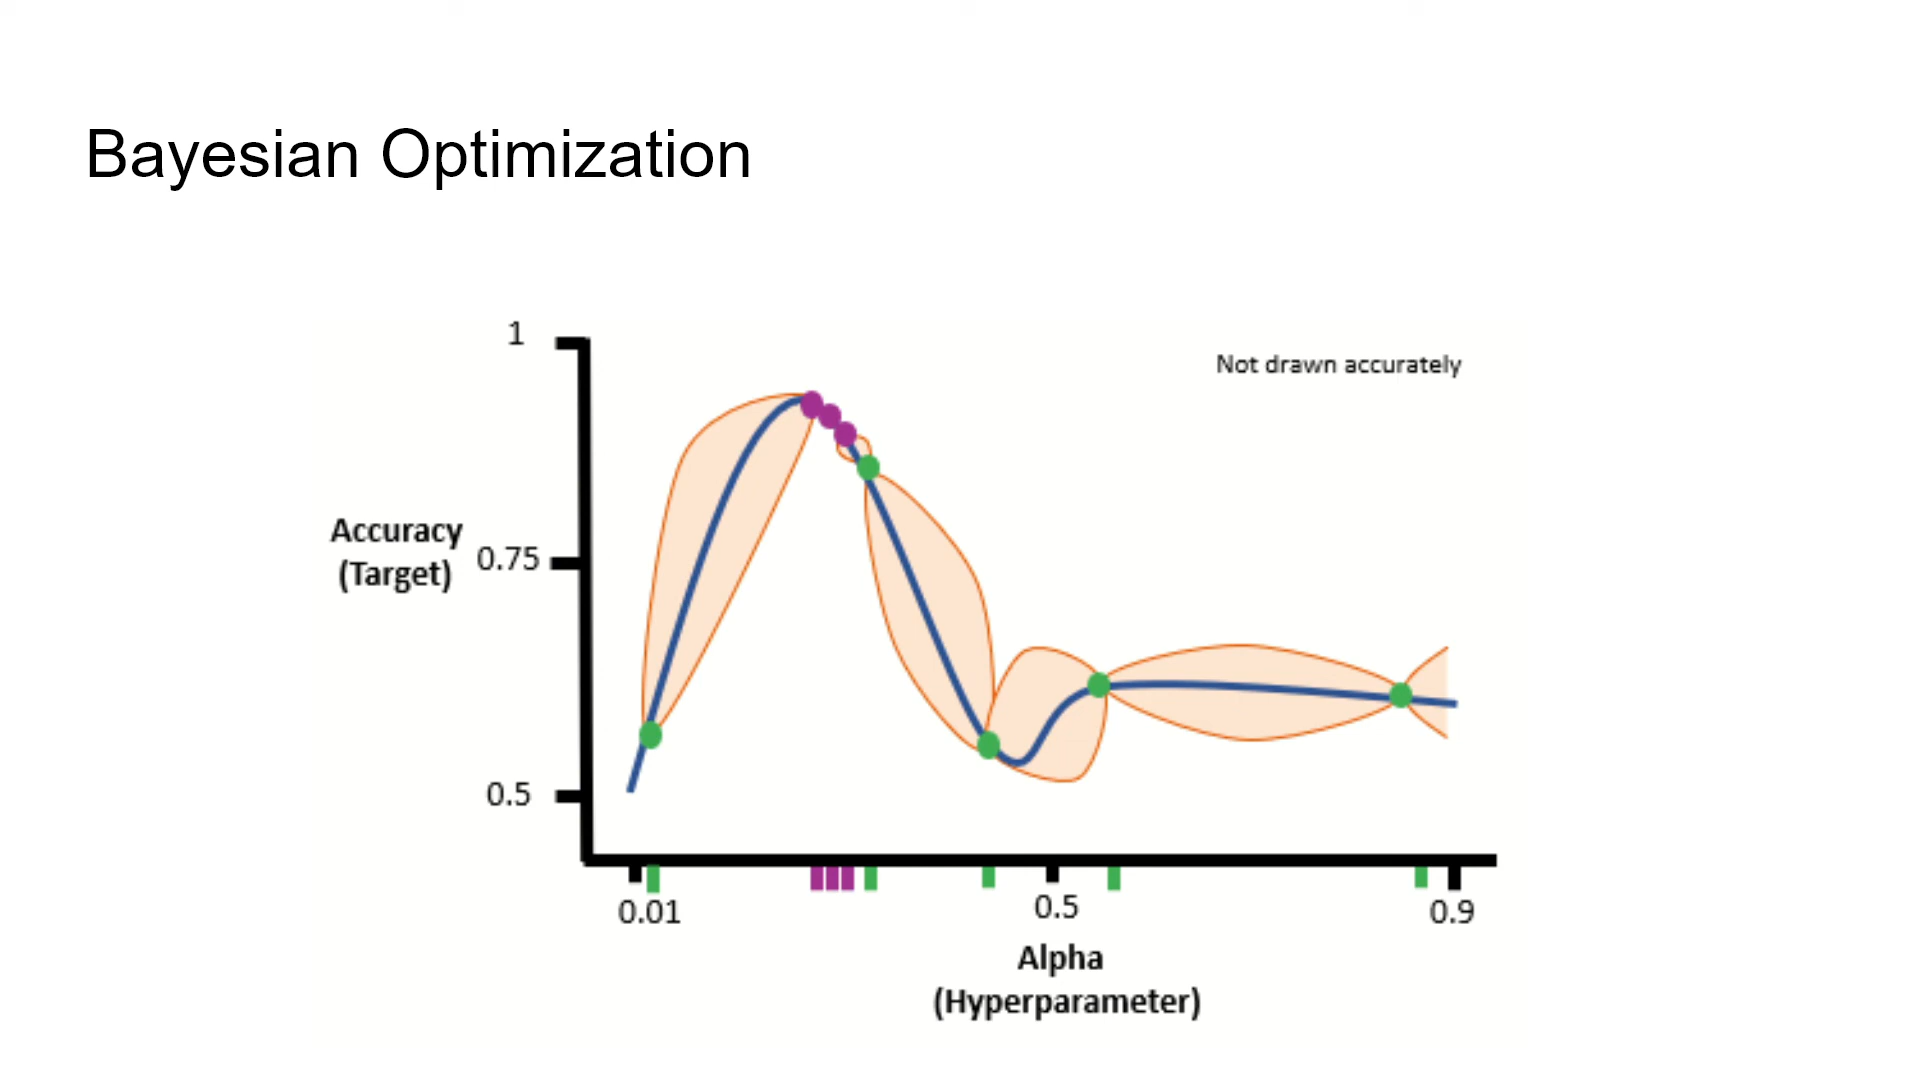 Bayesian Optimization
1
Not drawn accurately
Accuracy
(Target)
0.75
0.5
0.01
0.5
0.9
Alpha
(Hyperparameter)